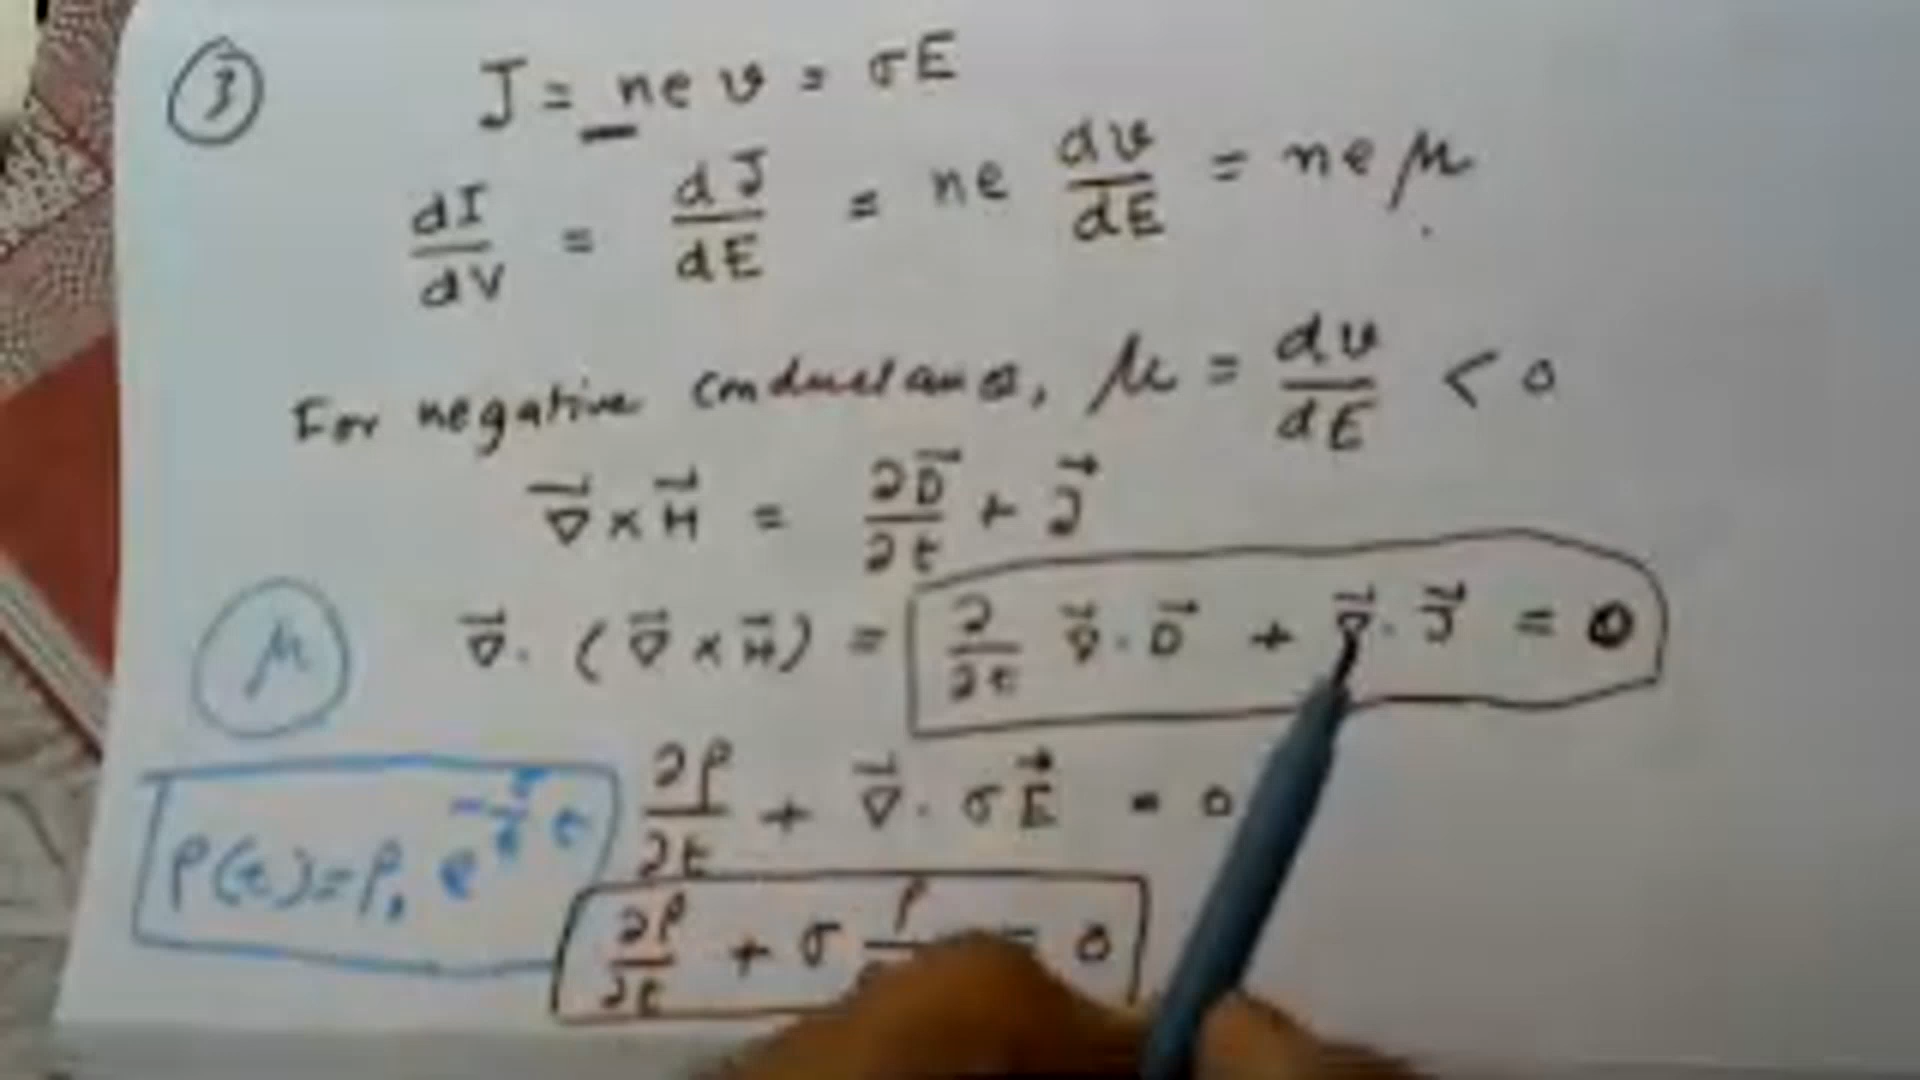 3
J = ne v = σE
dI/dV = dJ/dE = ne dv/dE = ne μ
For negative conductance, μ = dv/dE < 0
∇⃗ × H⃗ = ∂D⃗/∂t + J⃗
∇⃗ · (∇⃗ × H⃗) = ∂/∂t ∇⃗ · D⃗ + ∇⃗ · J⃗ = 0
μ
∂ρ/∂t + ∇⃗ · σE⃗ = 0
ρ(t) = ρ₀ e
∂ρ/∂t + σ ρ = 0